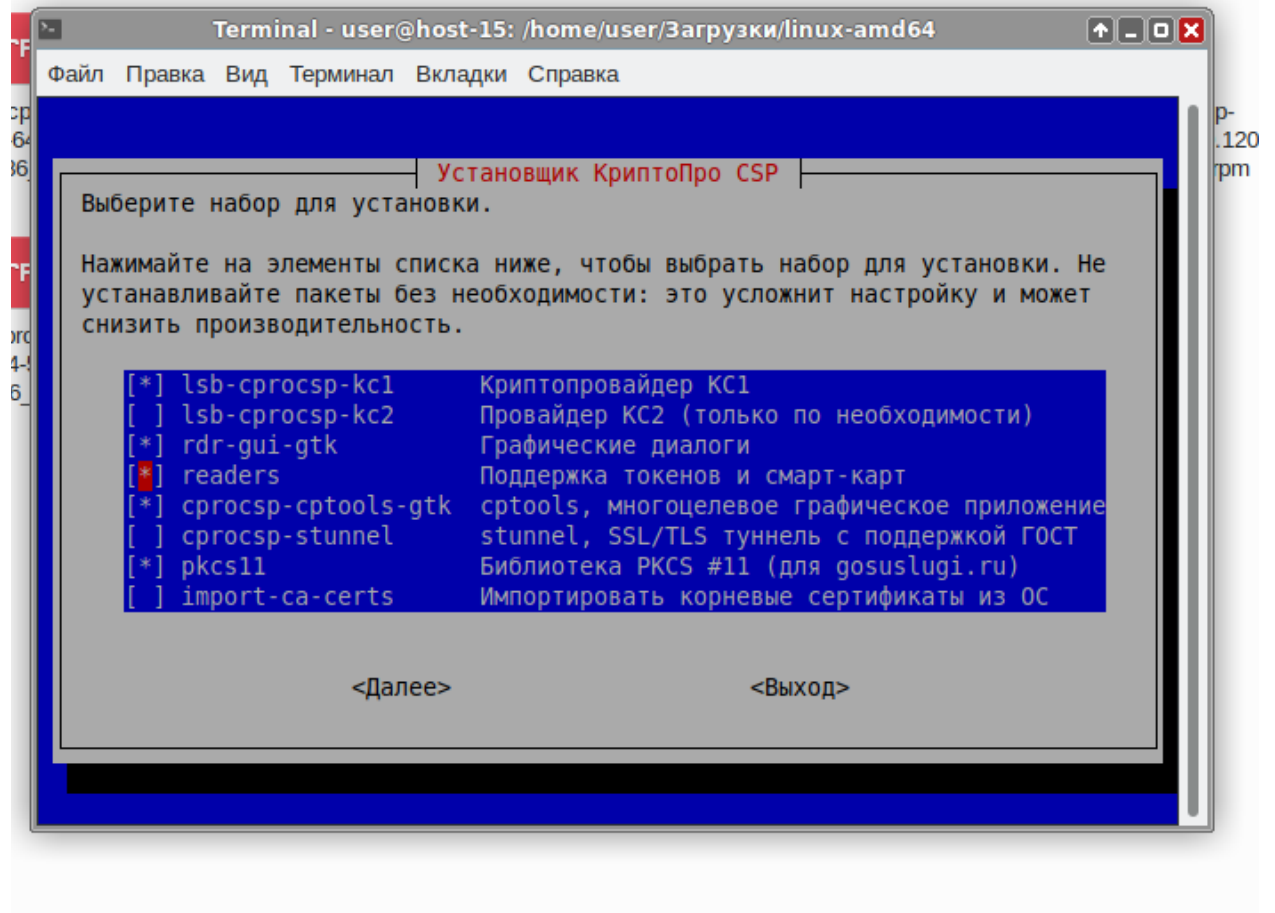 Terminal - user@host-15: /home/user/Загрузки/linux-amd64
Файл Правка Вид Терминал Вкладки Справка
Установщик КриптоПро CSP
Выберите набор для установки.
Нажимайте на элементы списка ниже, чтобы выбрать набор для установки. Не
устанавливайте пакеты без необходимости: это усложнит настройку и может
снизить производительность.
[*] lsb-cprocsp-kc1 Криптопровайдер КС1
[ ] lsb-cprocsp-kc2 Провайдер КС2 (только по необходимости)
[*] rdr-gui-gtk Графические диалоги
[*] readers Поддержка токенов и смарт-карт
[*] cprocsp-cptools-gtk cptools, многоцелевое графическое приложение
[ ] cprocsp-stunnel stunnel, SSL/TLS туннель с поддержкой ГОСТ
[*] pkcs11 Библиотека PKCS #11 (для gosuslugi.ru)
[ ] import-ca-certs Импортировать корневые сертификаты из ОС
<Далее> <Выход>
p-
.120
rpm